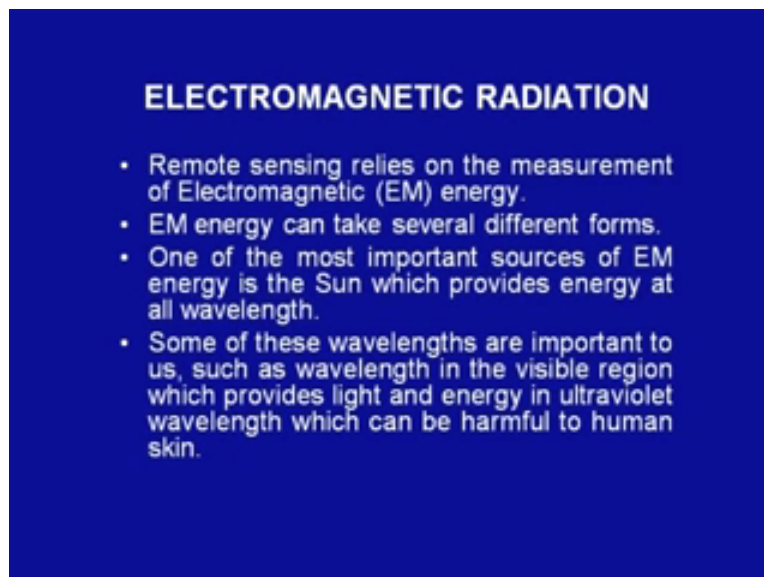 ELECTROMAGNETIC RADIATION
• Remote sensing relies on the measurement
of Electromagnetic (EM) energy.
• EM energy can take several different forms.
• One of the most important sources of EM
energy is the Sun which provides energy at
all wavelength.
• Some of these wavelengths are important to
us, such as wavelength in the visible region
which provides light and energy in ultraviolet
wavelength which can be harmful to human
skin.